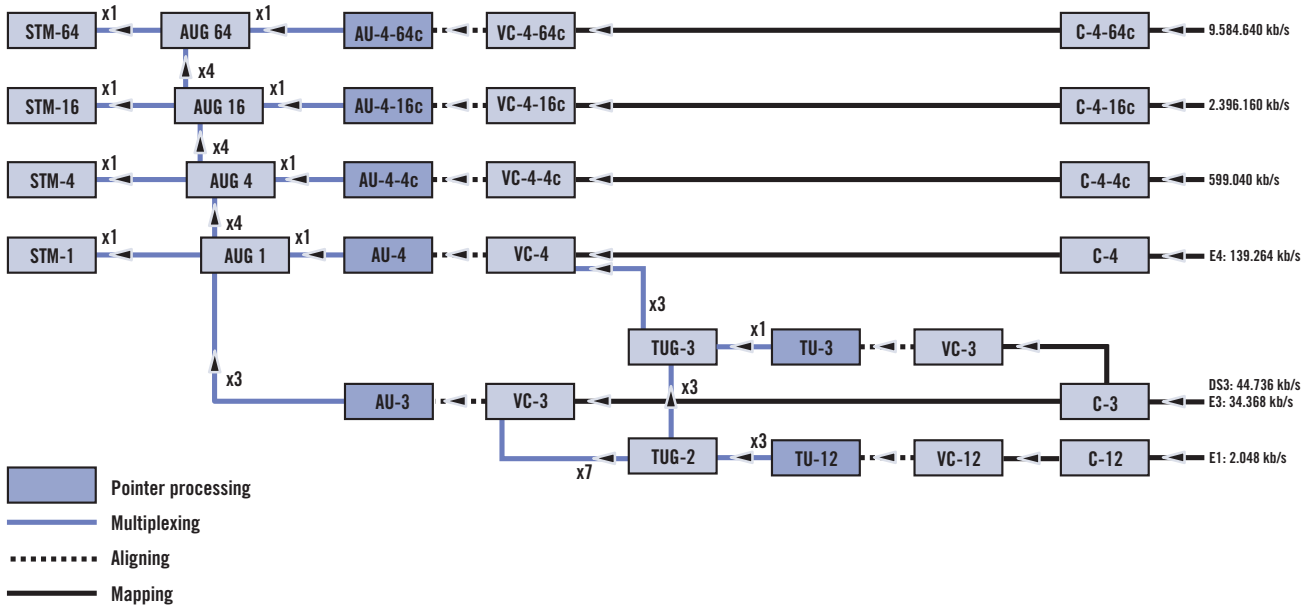 STM-64 x1 AUG 64 x1 AU-4-64c VC-4-64c C-4-64c 9.584.640 kb/s
x4
STM-16 x1 AUG 16 x1 AU-4-16c VC-4-16c C-4-16c 2.396.160 kb/s
x4
STM-4 x1 AUG 4 x1 AU-4-4c VC-4-4c C-4-4c 599.040 kb/s
x4
STM-1 x1 AUG 1 x1 AU-4 VC-4 C-4 E4: 139.264 kb/s
x3
TUG-3 x1 TU-3 VC-3
x3 AU-3 VC-3 x3 C-3 DS3: 44.736 kb/s
E3: 34.368 kb/s
x7 TUG-2 x3 TU-12 VC-12 C-12 E1: 2.048 kb/s
Pointer processing
Multiplexing
Aligning
Mapping